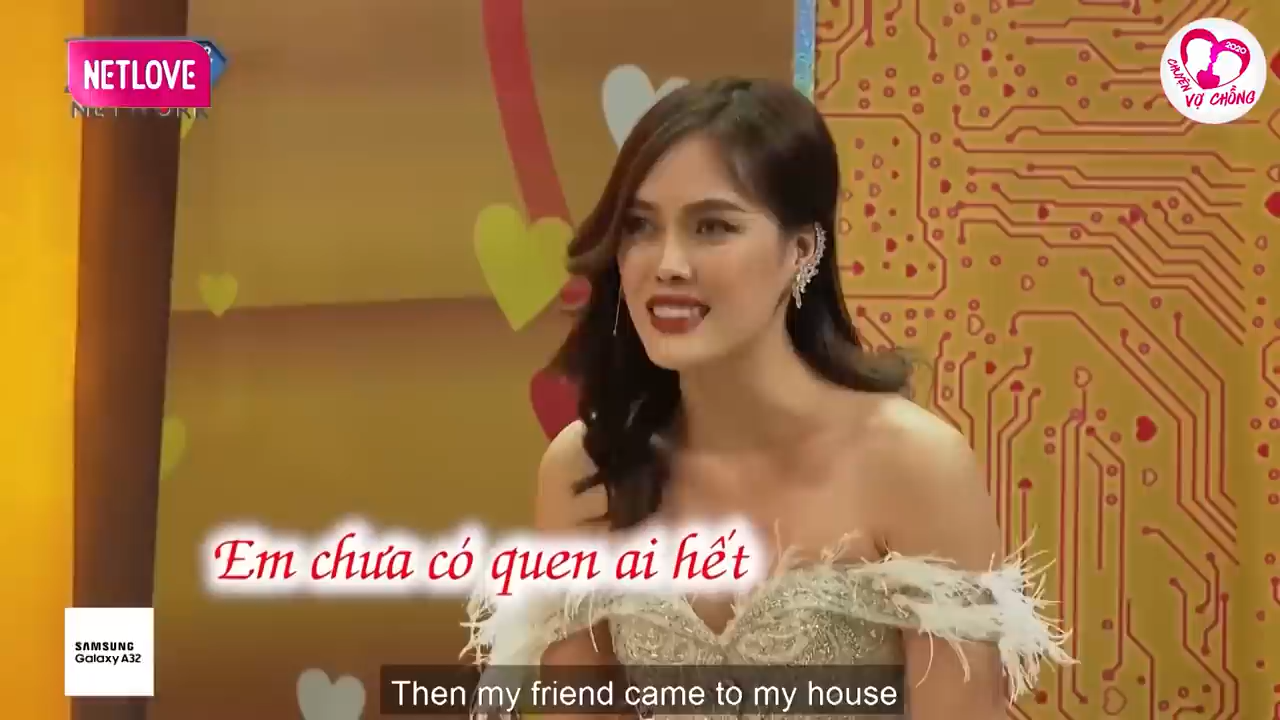 NETLOVE
NETWORK
2020
CHUYỆN
VỢ CHỒNG
Em chưa có quen ai hết
SAMSUNG
Galaxy A32
Then my friend came to my house